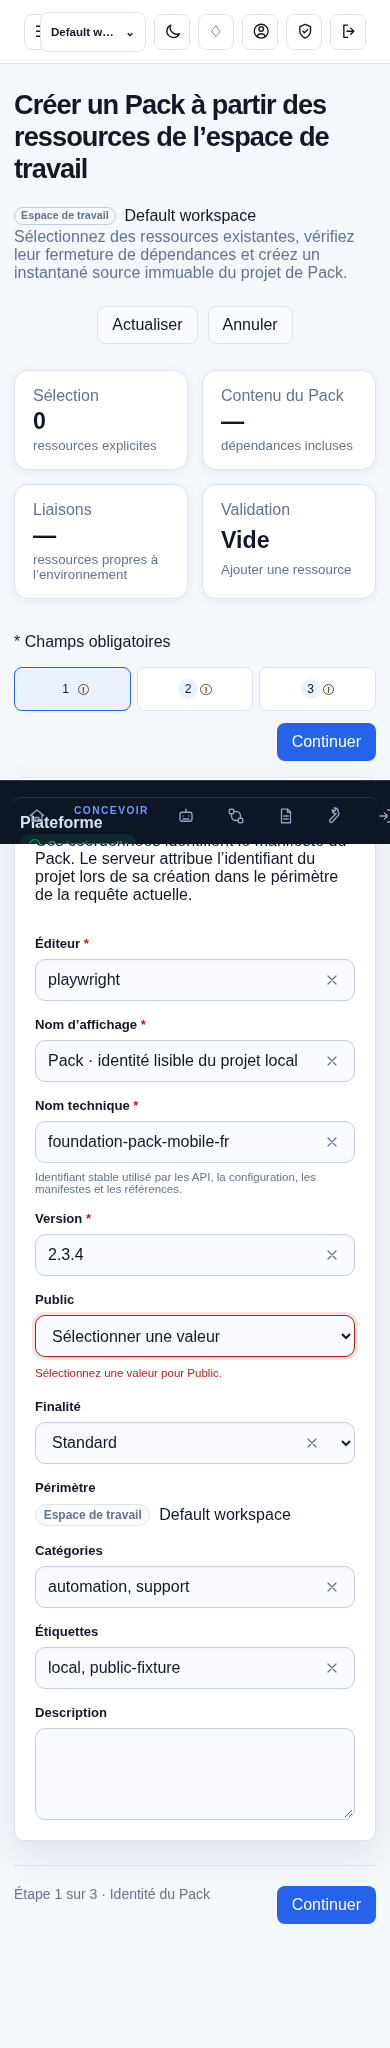 Default w…
Créer un Pack à partir des
ressources de l’espace de
travail
Espace de travail Default workspace
Sélectionnez des ressources existantes, vérifiez
leur fermeture de dépendances et créez un
instantané source immuable du projet de Pack.
Actualiser Annuler
Sélection
0
ressources explicites
Contenu du Pack
—
dépendances incluses
Liaisons
—
ressources propres à
l’environnement
Validation
Vide
Ajouter une ressource
* Champs obligatoires
1 2 3
Continuer
CONCEVOIR
Plateforme
Pack. Le serveur attribue l’identifiant du
projet lors de sa création dans le périmètre
de la requête actuelle.
Éditeur *
playwright
Nom d’affichage *
Pack · identité lisible du projet local
Nom technique *
foundation-pack-mobile-fr
Identifiant stable utilisé par les API, la configuration, les
manifestes et les références.
Version *
2.3.4
Public
Sélectionner une valeur
Sélectionnez une valeur pour Public.
Finalité
Standard
Périmètre
Espace de travail Default workspace
Catégories
automation, support
Étiquettes
local, public-fixture
Description
Étape 1 sur 3 · Identité du Pack
Continuer